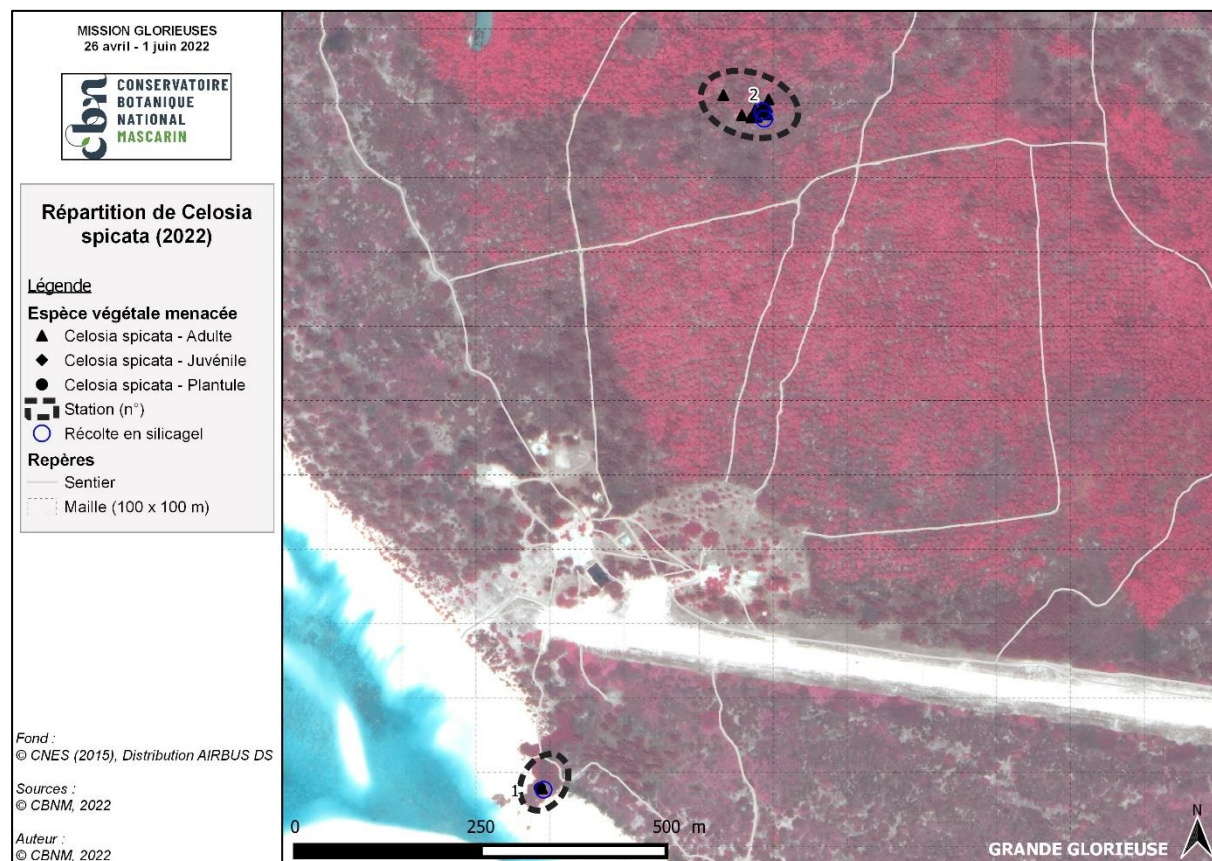 MISSION GLORIEUSES
26 avril - 1 juin 2022
cbn
CONSERVATOIRE
BOTANIQUE
NATIONAL
MASCARIN
Répartition de Celosia
spicata (2022)
Légende
Espèce végétale menacée
Celosia spicata - Adulte
Celosia spicata - Juvénile
Celosia spicata - Plantule
Station (n°)
Récolte en silicagel
Repères
Sentier
Maille (100 x 100 m)
Fond :
© CNES (2015), Distribution AIRBUS DS
Sources :
© CBNM, 2022
Auteur :
© CBNM, 2022
2
1
0 250 500 m
GRANDE GLORIEUSE
N